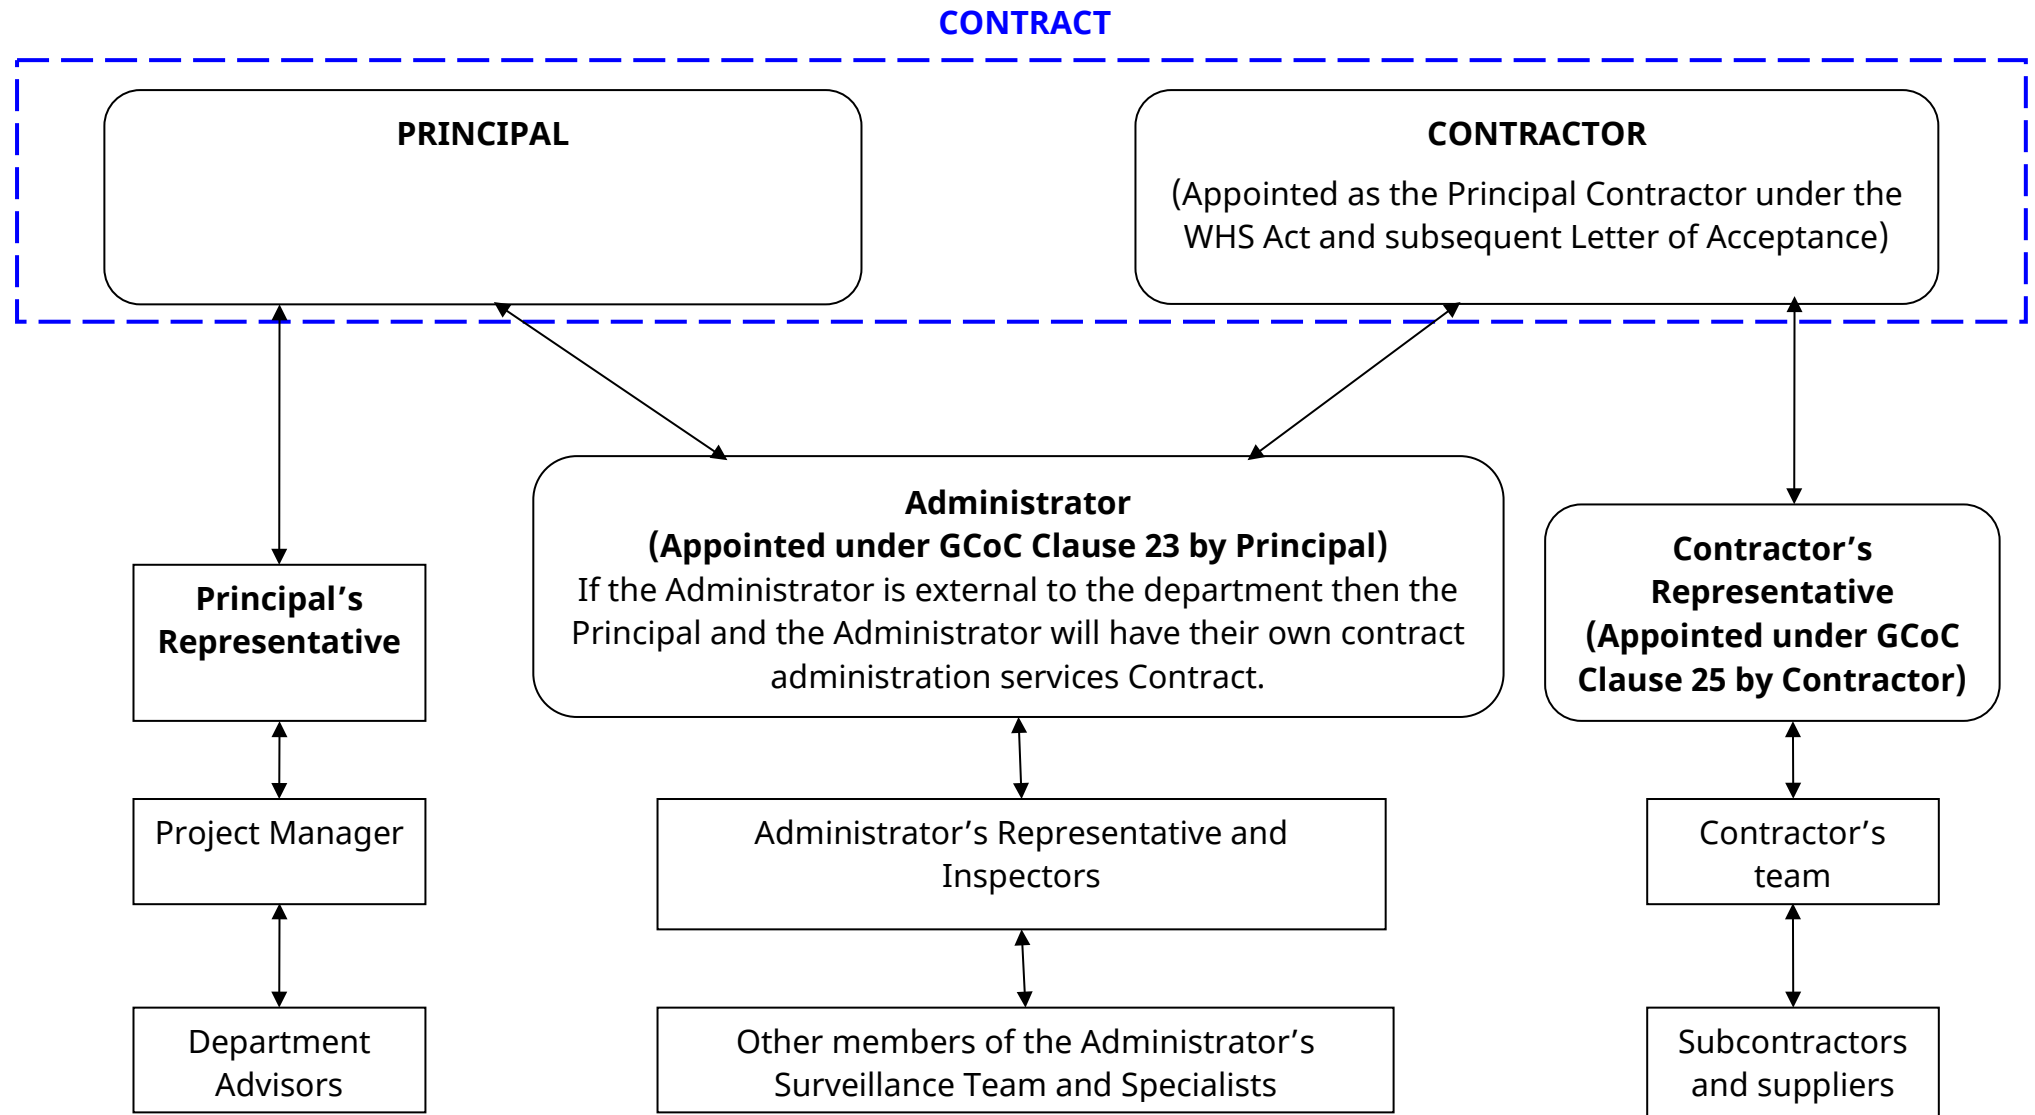 CONTRACT
PRINCIPAL
CONTRACTOR
(Appointed as the Principal Contractor under the
WHS Act and subsequent Letter of Acceptance)
Administrator
(Appointed under GCoC Clause 23 by Principal)
If the Administrator is external to the department then the
Principal and the Administrator will have their own contract
administration services Contract.
Contractor’s
Representative
(Appointed under GCoC
Clause 25 by Contractor)
Principal’s
Representative
Project Manager
Administrator’s Representative and
Inspectors
Contractor’s
team
Department
Advisors
Other members of the Administrator’s
Surveillance Team and Specialists
Subcontractors
and suppliers